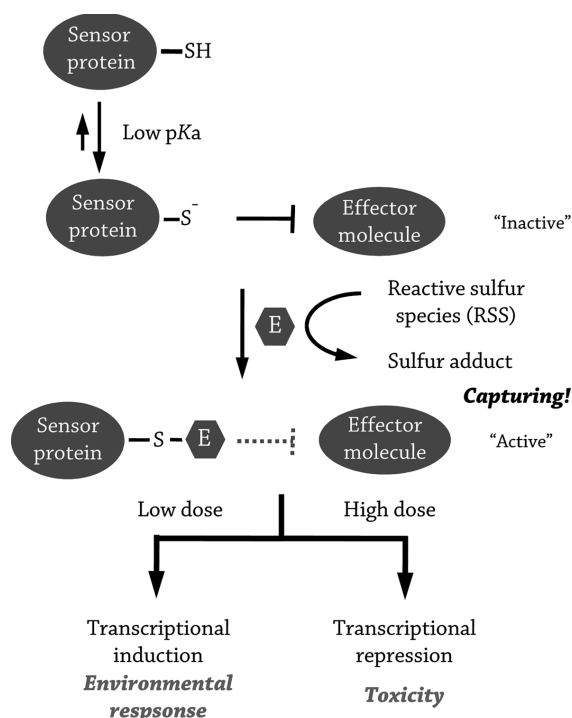 Sensor
protein
SH
Low pKa
Sensor
protein
S⁻
Effector
molecule
“Inactive”
E
Reactive sulfur
species (RSS)
Sulfur adduct
Capturing!
Sensor
protein
S
E
Effector
molecule
“Active”
Low dose
High dose
Transcriptional
induction
Environmental
respsonse
Transcriptional
repression
Toxicity